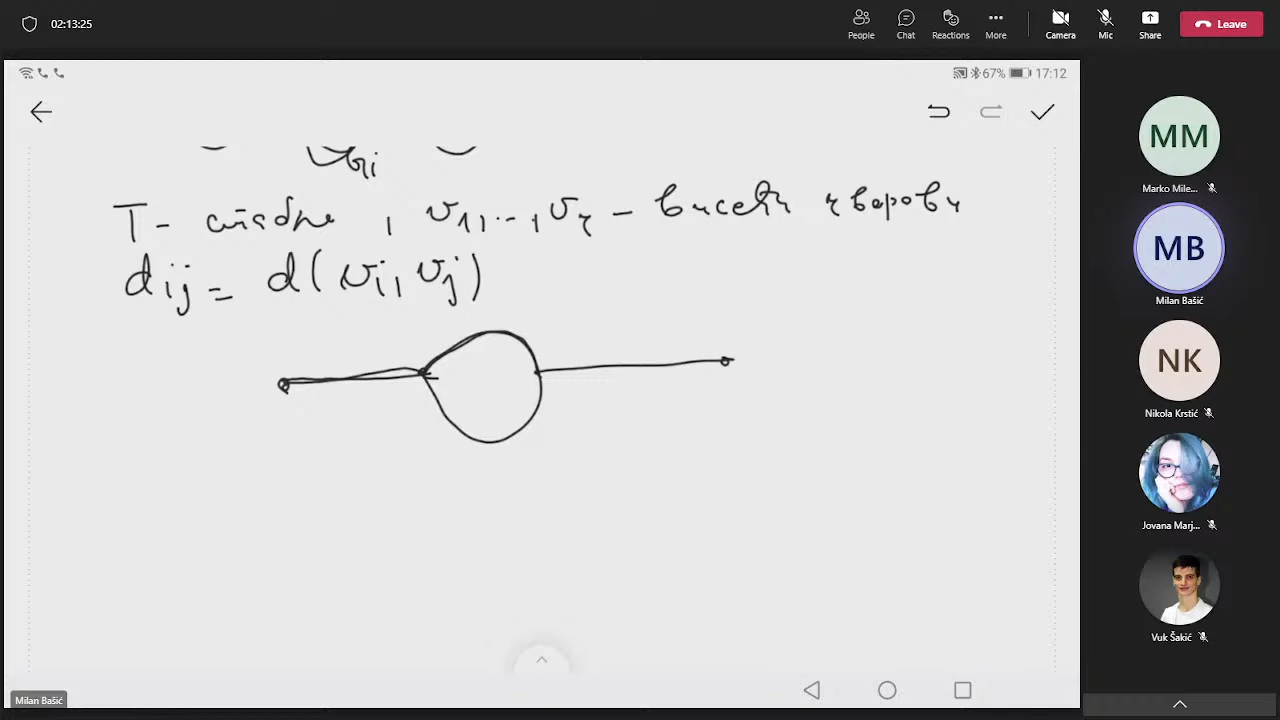 02:13:25
People Chat Reactions More Camera Mic Share Leave
67% 17:12
T - стабло, v₁,..., vᵣ - висећи чворови
dᵢⱼ = d(vᵢ, vⱼ)
MM
Marko Mile...
MB
Milan Bašić
NK
Nikola Krstić
Jovana Marj...
Vuk Šakić
Milan Bašić